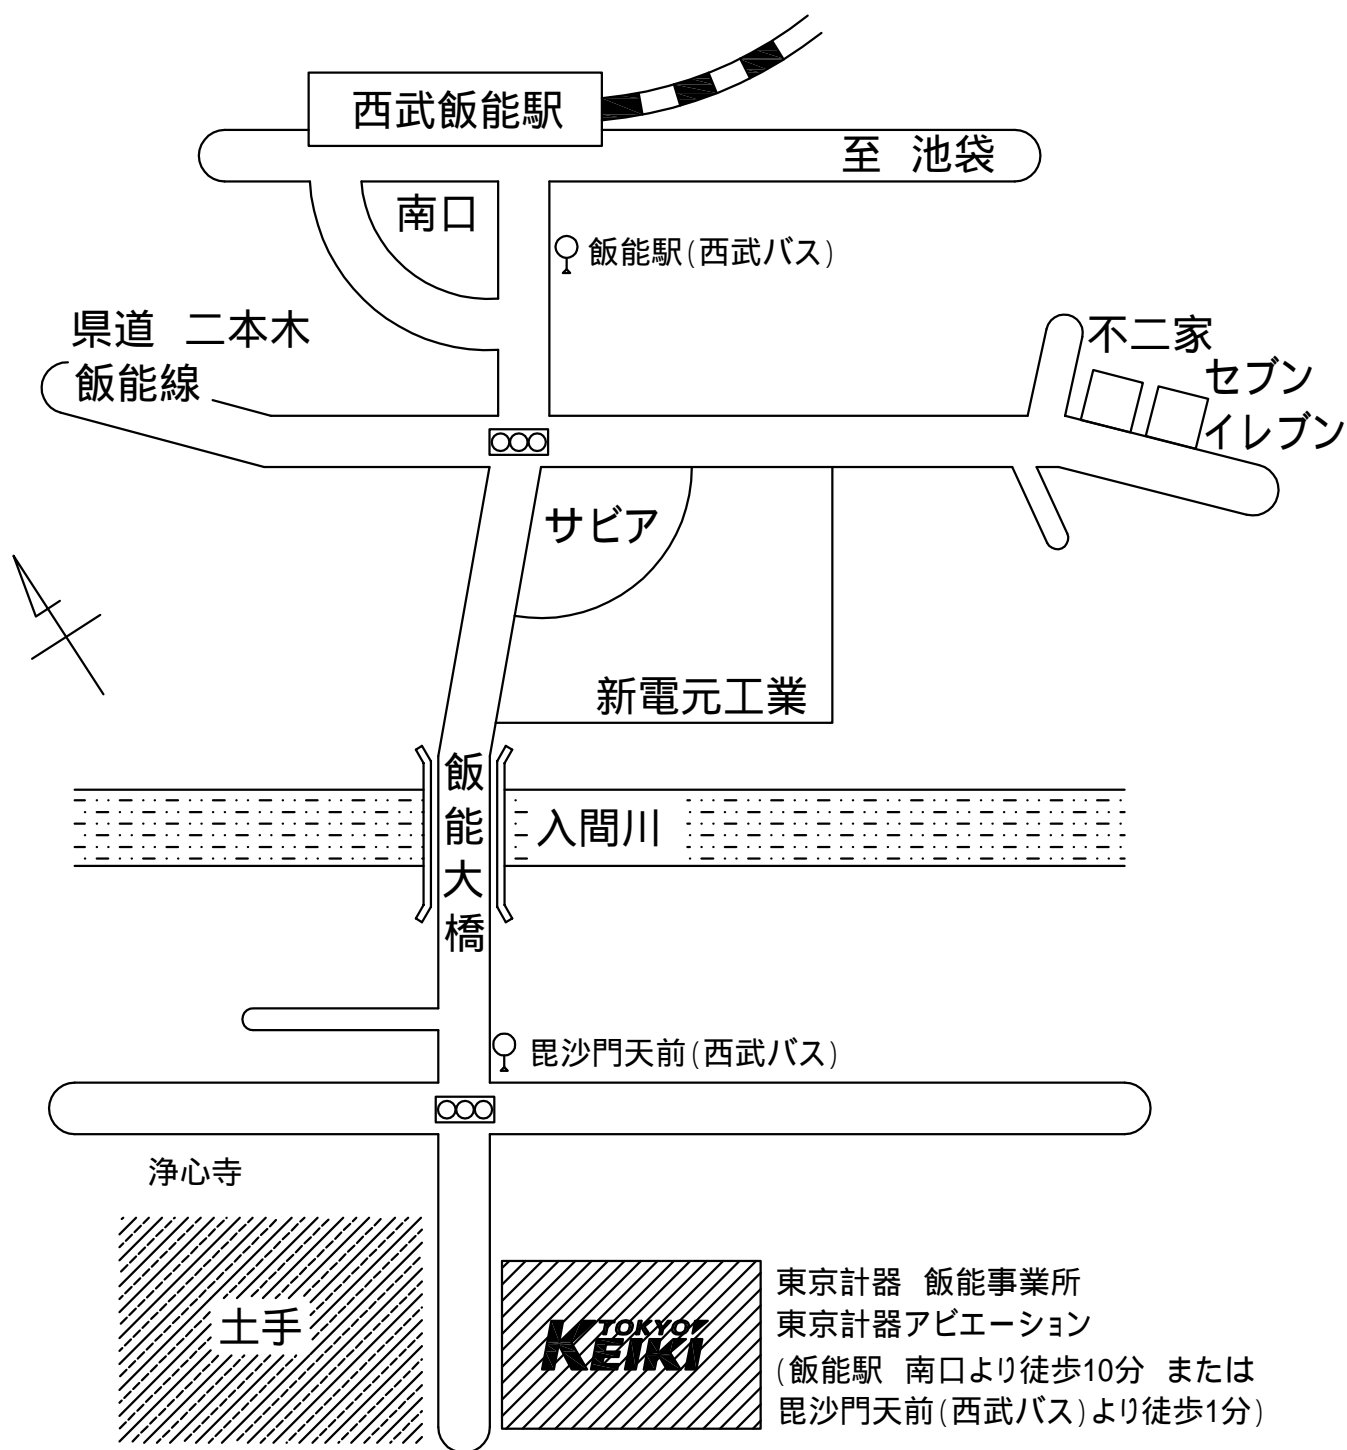 西武飯能駅
至 池袋
南口
飯能駅(西武バス)
県道 二本木
飯能線
不二家
セブン
イレブン
サビア
新電元工業
飯能大橋
入間川
毘沙門天前(西武バス)
浄心寺
土手
TOKYO
KEIKI
東京計器 飯能事業所
東京計器アビエーション
(飯能駅 南口より徒歩10分 または
毘沙門天前(西武バス)より徒歩1分)